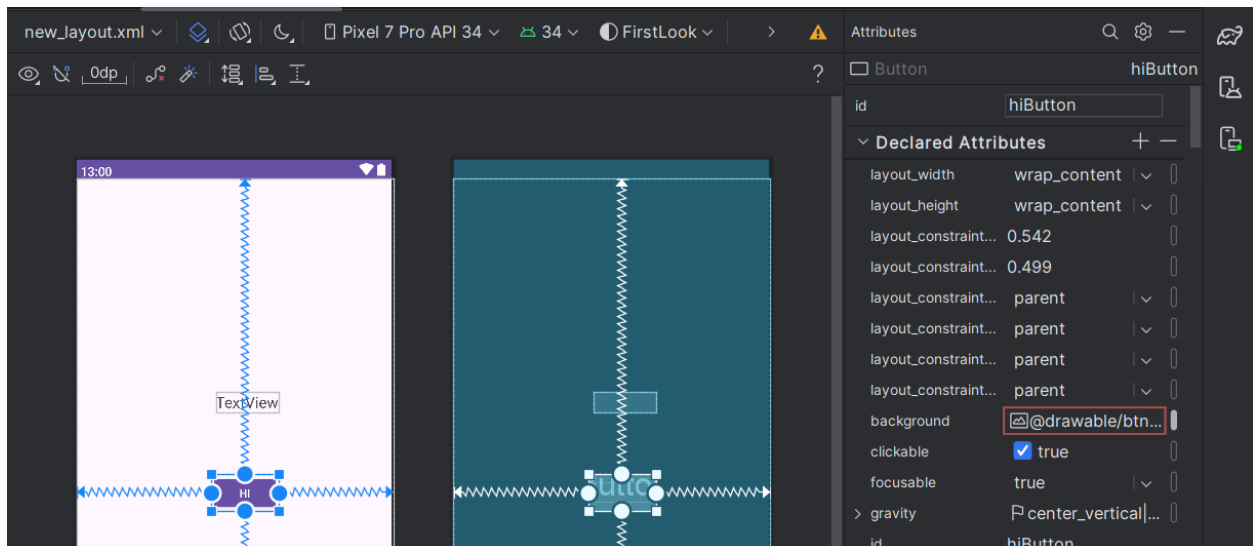 new_layout.xml Pixel 7 Pro API 34 34 FirstLook
0dp ?
13:00
TextView
HI
utto
Attributes
Button hiButton
id hiButton
Declared Attributes
layout_width wrap_content
layout_height wrap_content
layout_constraint... 0.542
layout_constraint... 0.499
layout_constraint... parent
layout_constraint... parent
layout_constraint... parent
layout_constraint... parent
background @drawable/btn...
clickable true
focusable true
gravity center_vertical|...
id hiButton